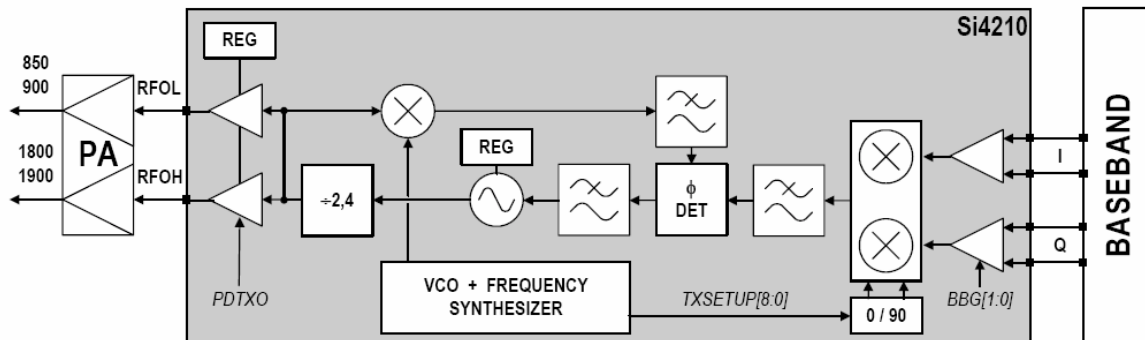 Si4210
REG
850
900
RFOL
PA
1800
1900
RFOH
REG
÷2,4
ϕ
DET
I
Q
BASEBAND
PDTXO
VCO + FREQUENCY
SYNTHESIZER
TXSETUP[8:0]
0 / 90
BBG[1:0]